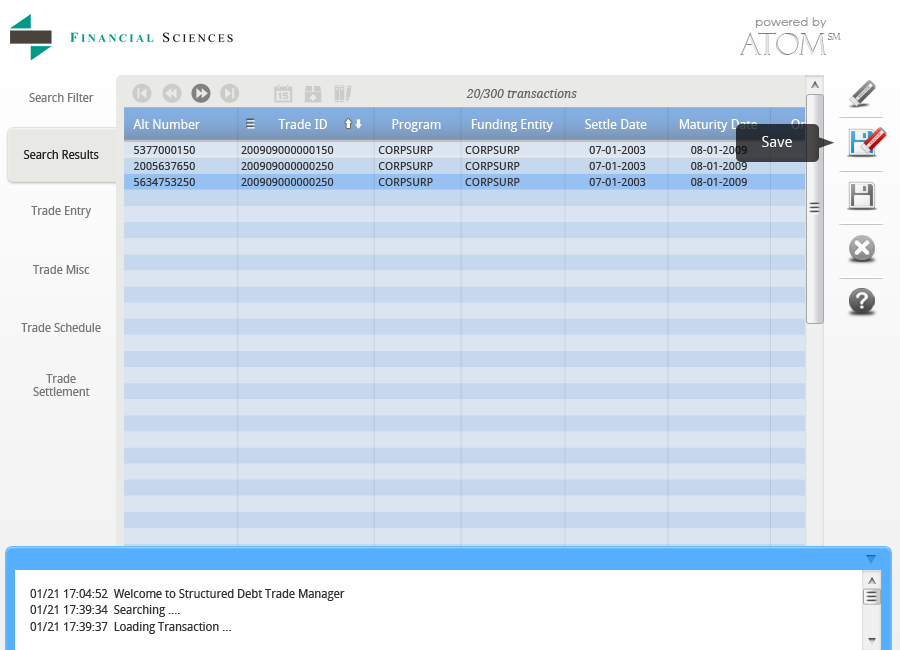 FINANCIAL SCIENCES
powered by
ATOM SM
Search Filter
Search Results
Trade Entry
Trade Misc
Trade Schedule
Trade
Settlement
15
20/300 transactions
Alt Number Trade ID Program Funding Entity Settle Date Maturity Date Or
5377000150 200909000000150 CORPSURP CORPSURP 07-01-2003 08-01-2009
2005637650 200909000000250 CORPSURP CORPSURP 07-01-2003 08-01-2009
5634753250 200909000000250 CORPSURP CORPSURP 07-01-2003 08-01-2009
Save
?
01/21 17:04:52 Welcome to Structured Debt Trade Manager
01/21 17:39:34 Searching ....
01/21 17:39:37 Loading Transaction ...